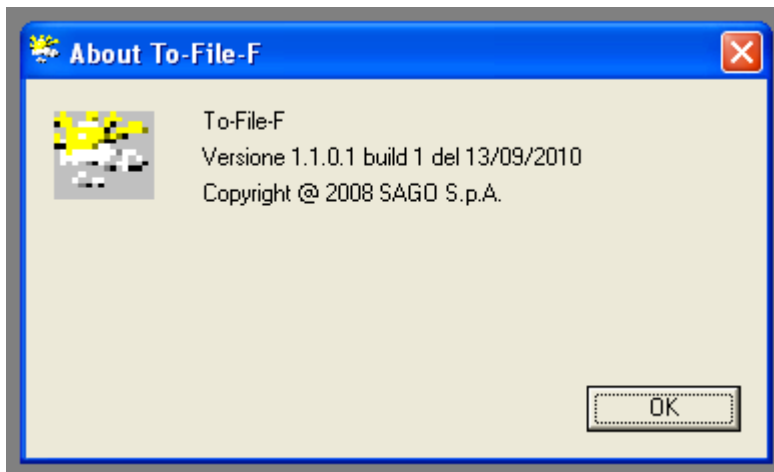 About To-File-F
To-File-F
Versione 1.1.0.1 build 1 del 13/09/2010
Copyright @ 2008 SAGO S.p.A.
OK